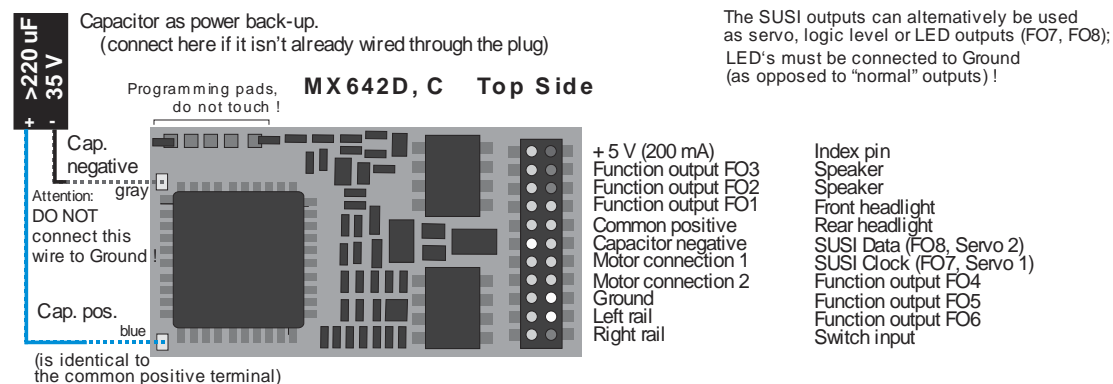 >220 uF
35 V
+ -
Capacitor as power back-up.
(connect here if it isn't already wired through the plug)
The SUSI outputs can alternatively be used
as servo, logic level or LED outputs (FO7, FO8);
LED's must be connected to Ground
(as opposed to "normal" outputs) !
Programming pads,
do not touch !
MX642D, C Top Side
Cap.
negative
gray
Attention:
DO NOT
connect this
wire to Ground !
Cap. pos.
blue
(is identical to
the common positive terminal)
+ 5 V (200 mA) Index pin
Function output FO3 Speaker
Function output FO2 Speaker
Function output FO1 Front headlight
Common positive Rear headlight
Capacitor negative SUSI Data (FO8, Servo 2)
Motor connection 1 SUSI Clock (FO7, Servo 1)
Motor connection 2 Function output FO4
Ground Function output FO5
Left rail Function output FO6
Right rail Switch input